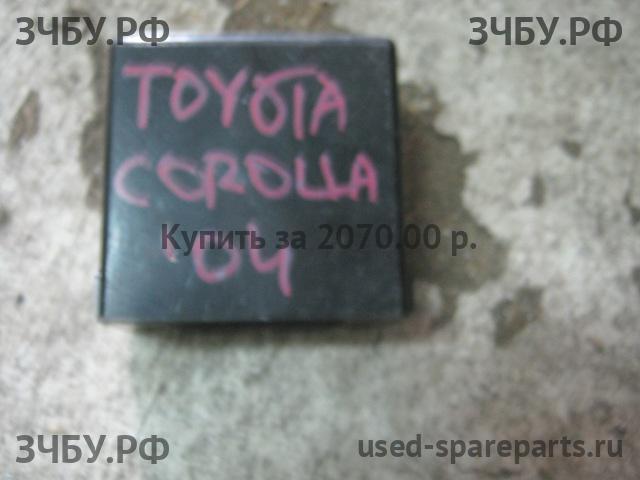 ЗЧБУ.РФ ЗЧБУ.РФ
TOYOTA
COROLLA
Купить за 2070.00 р.
'04
ЗЧБУ.РФ used-spareparts.ru